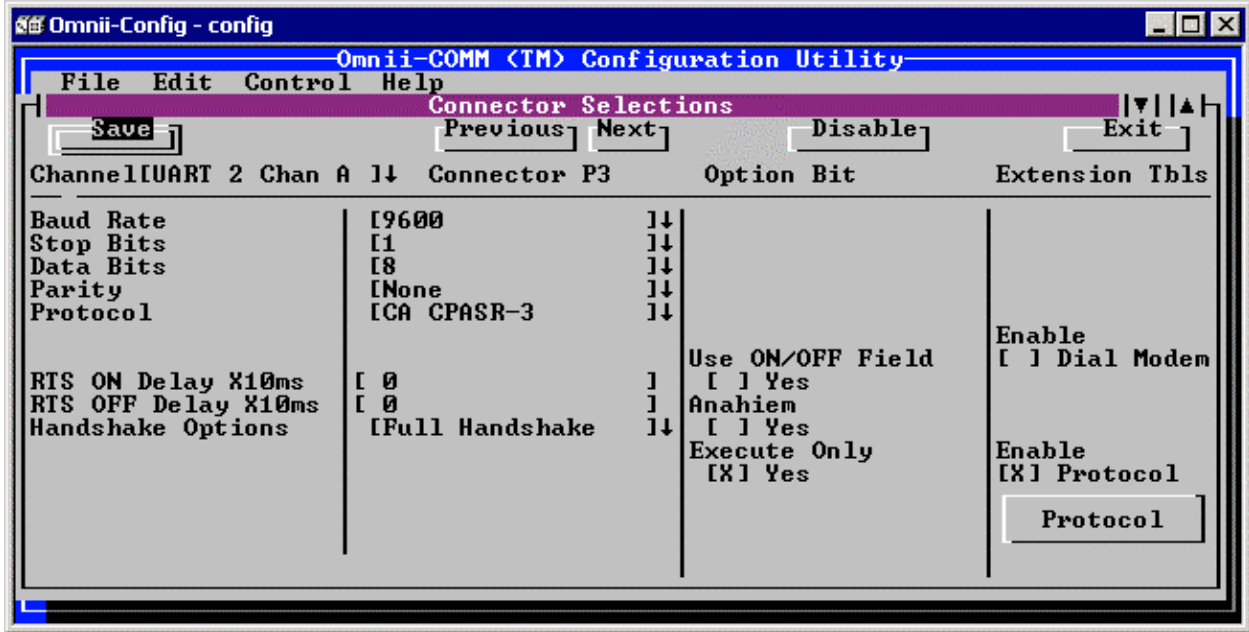 Omnii-Config - config
Omnii-COMM (TM) Configuration Utility
File Edit Control Help
Connector Selections
Save Previous Next Disable Exit
Channel[UART 2 Chan A ]↓ Connector P3 Option Bit Extension Tbls
Baud Rate [9600 ]↓
Stop Bits [1 ]↓
Data Bits [8 ]↓
Parity [None ]↓
Protocol [CA CPASR-3 ]↓
Enable
Use ON/OFF Field [ ] Dial Modem
RTS ON Delay X10ms [ 0 ] [ ] Yes
RTS OFF Delay X10ms [ 0 ] Anahiem
Handshake Options [Full Handshake ]↓ [ ] Yes
Execute Only Enable
[X] Yes [X] Protocol
Protocol